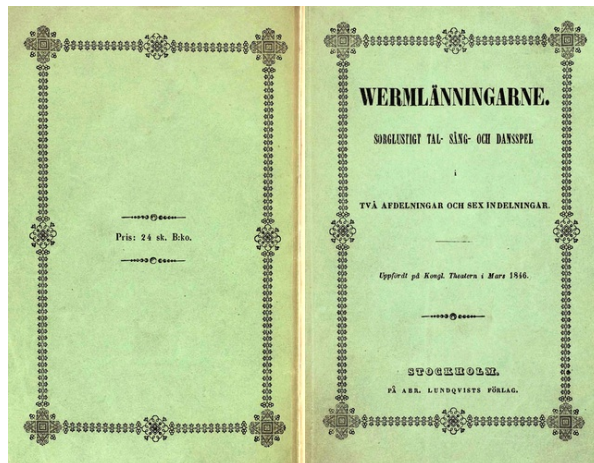 Pris: 24 sk. B:ko.
WERMLÄNNINGARNE.
SORGLUSTIGT TAL- SÅNG- OCH DANSSPEL
i
TVÅ AFDELNINGAR OCH SEX INDELNINGAR.
Uppfördt på Kongl. Theatern i Mars 1846.
STOCKHOLM.
PÅ ABR. LUNDQVISTS FÖRLAG.